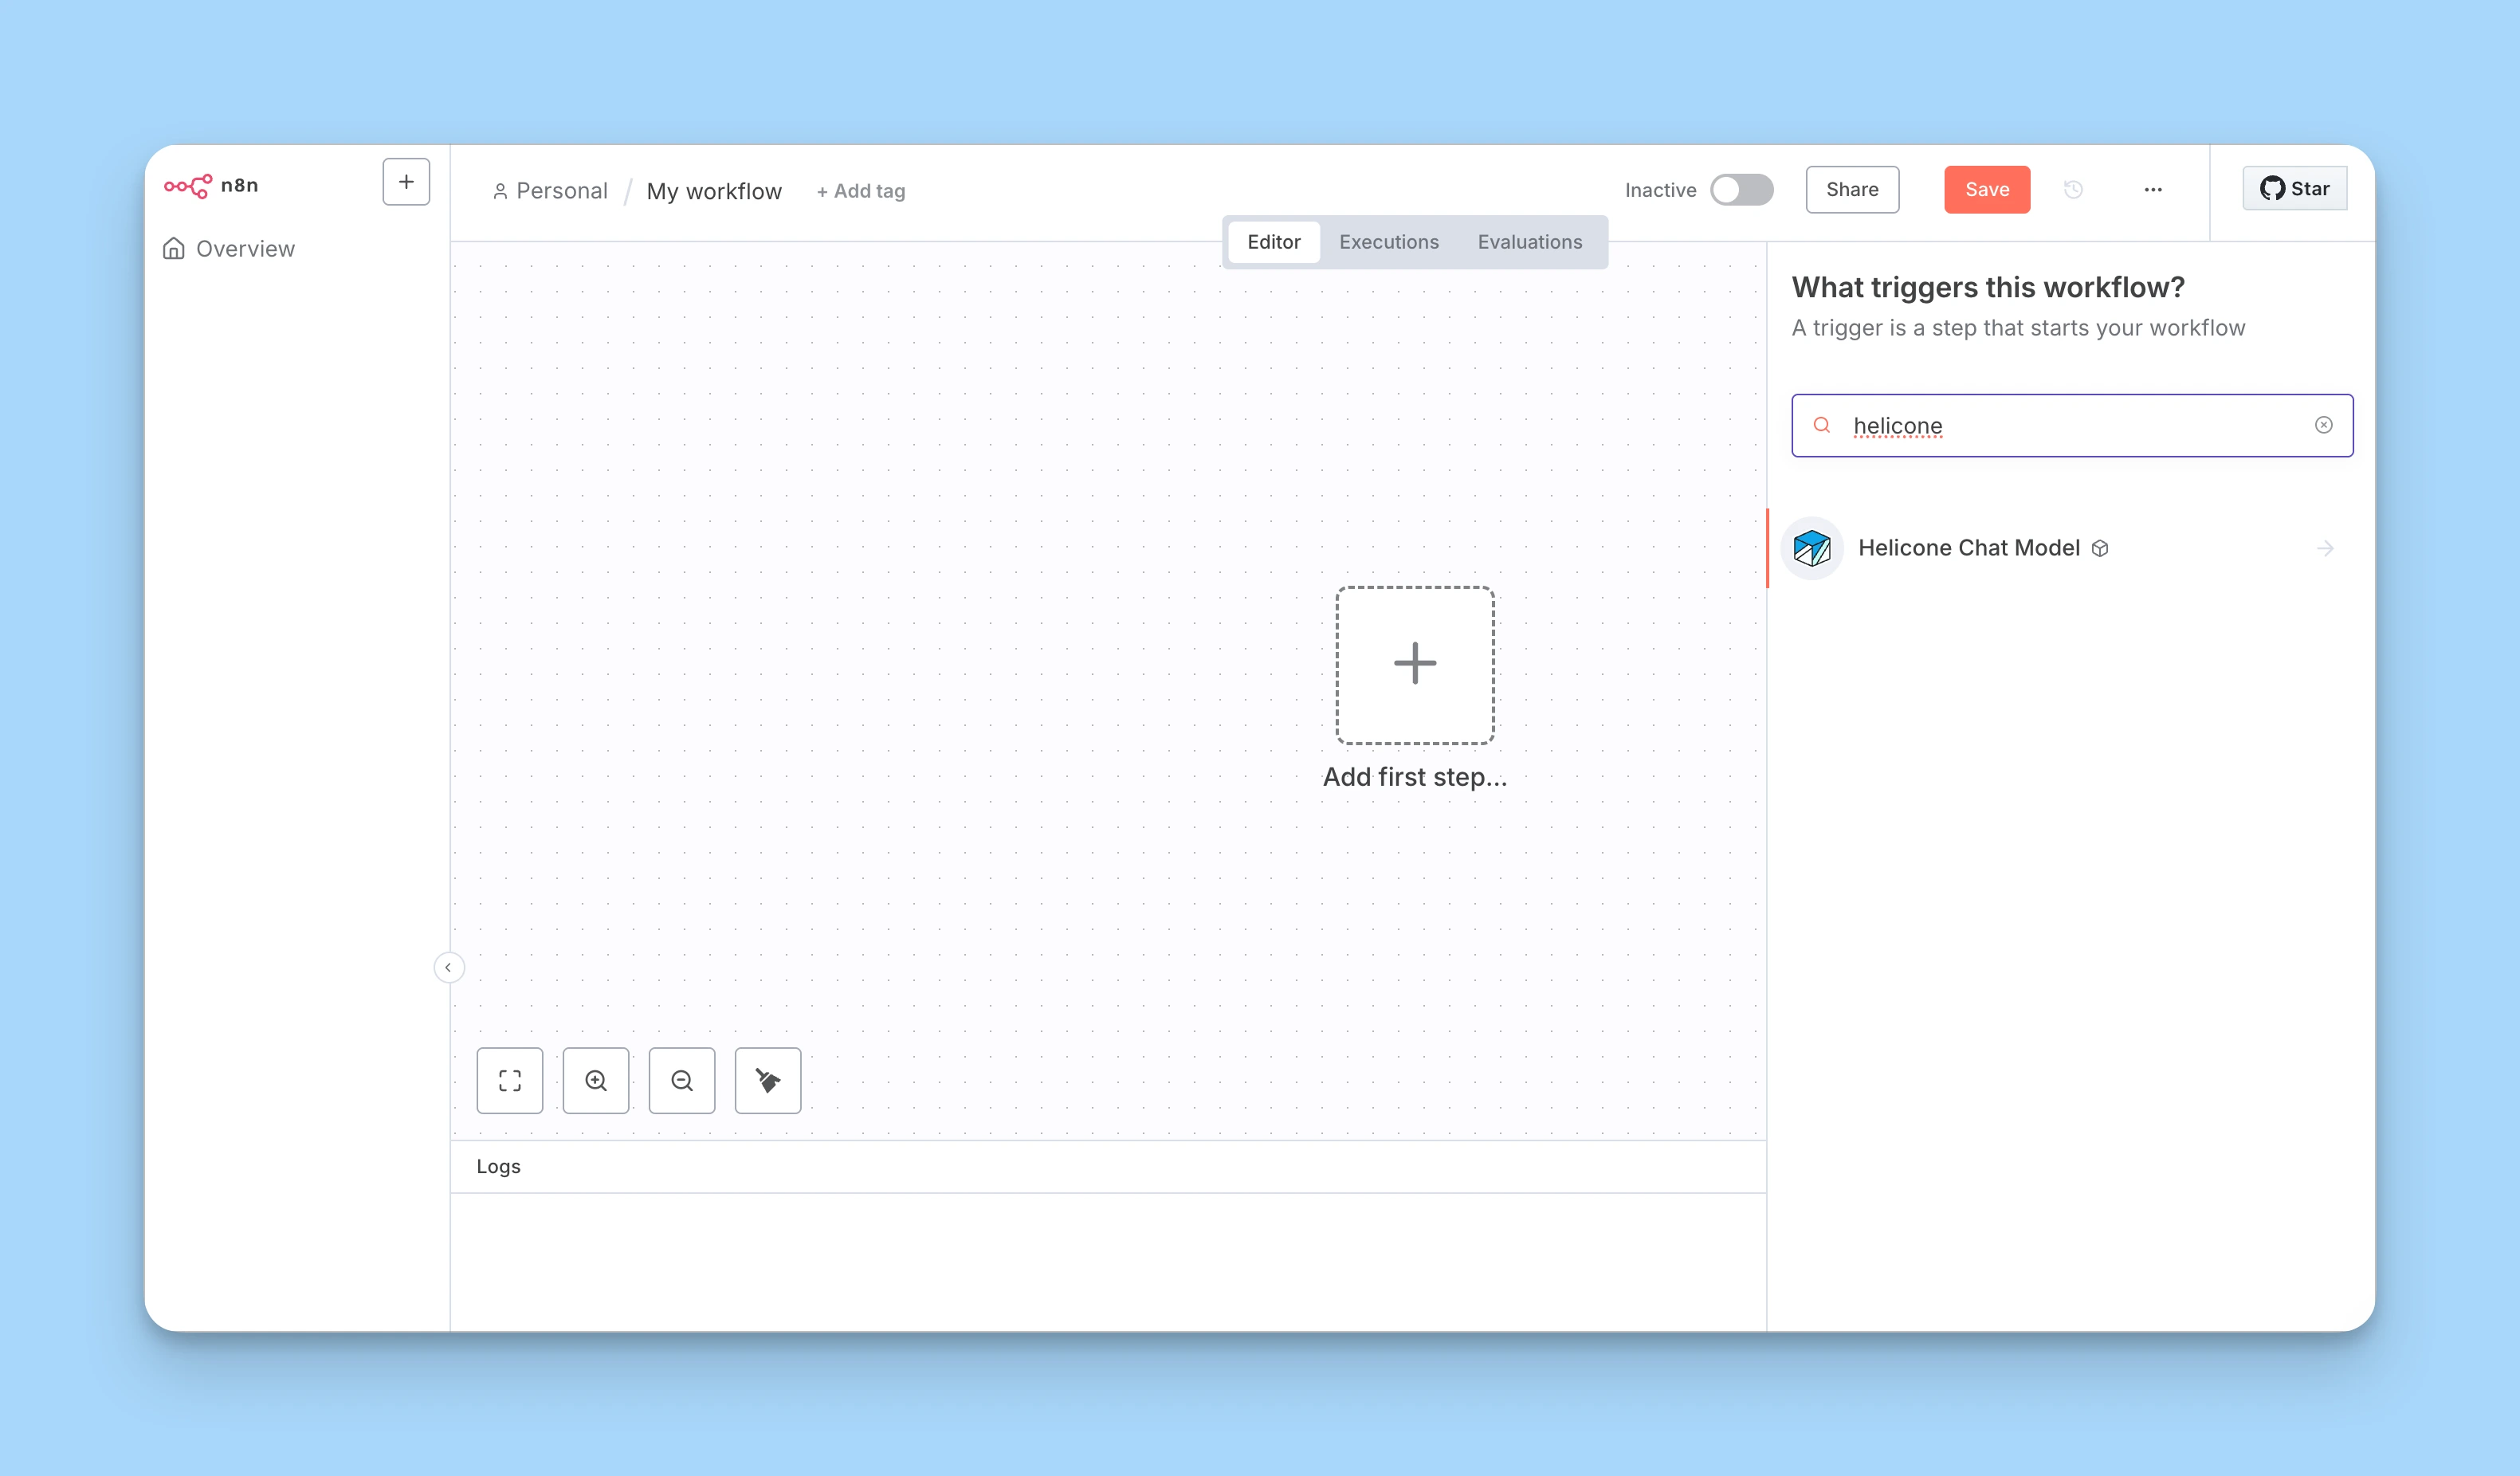 n8n
Overview
Personal / My workflow + Add tag
Inactive
Share
Save
Star
Editor Executions Evaluations
What triggers this workflow?
A trigger is a step that starts your workflow
helicone
Helicone Chat Model
Add first step...
Logs